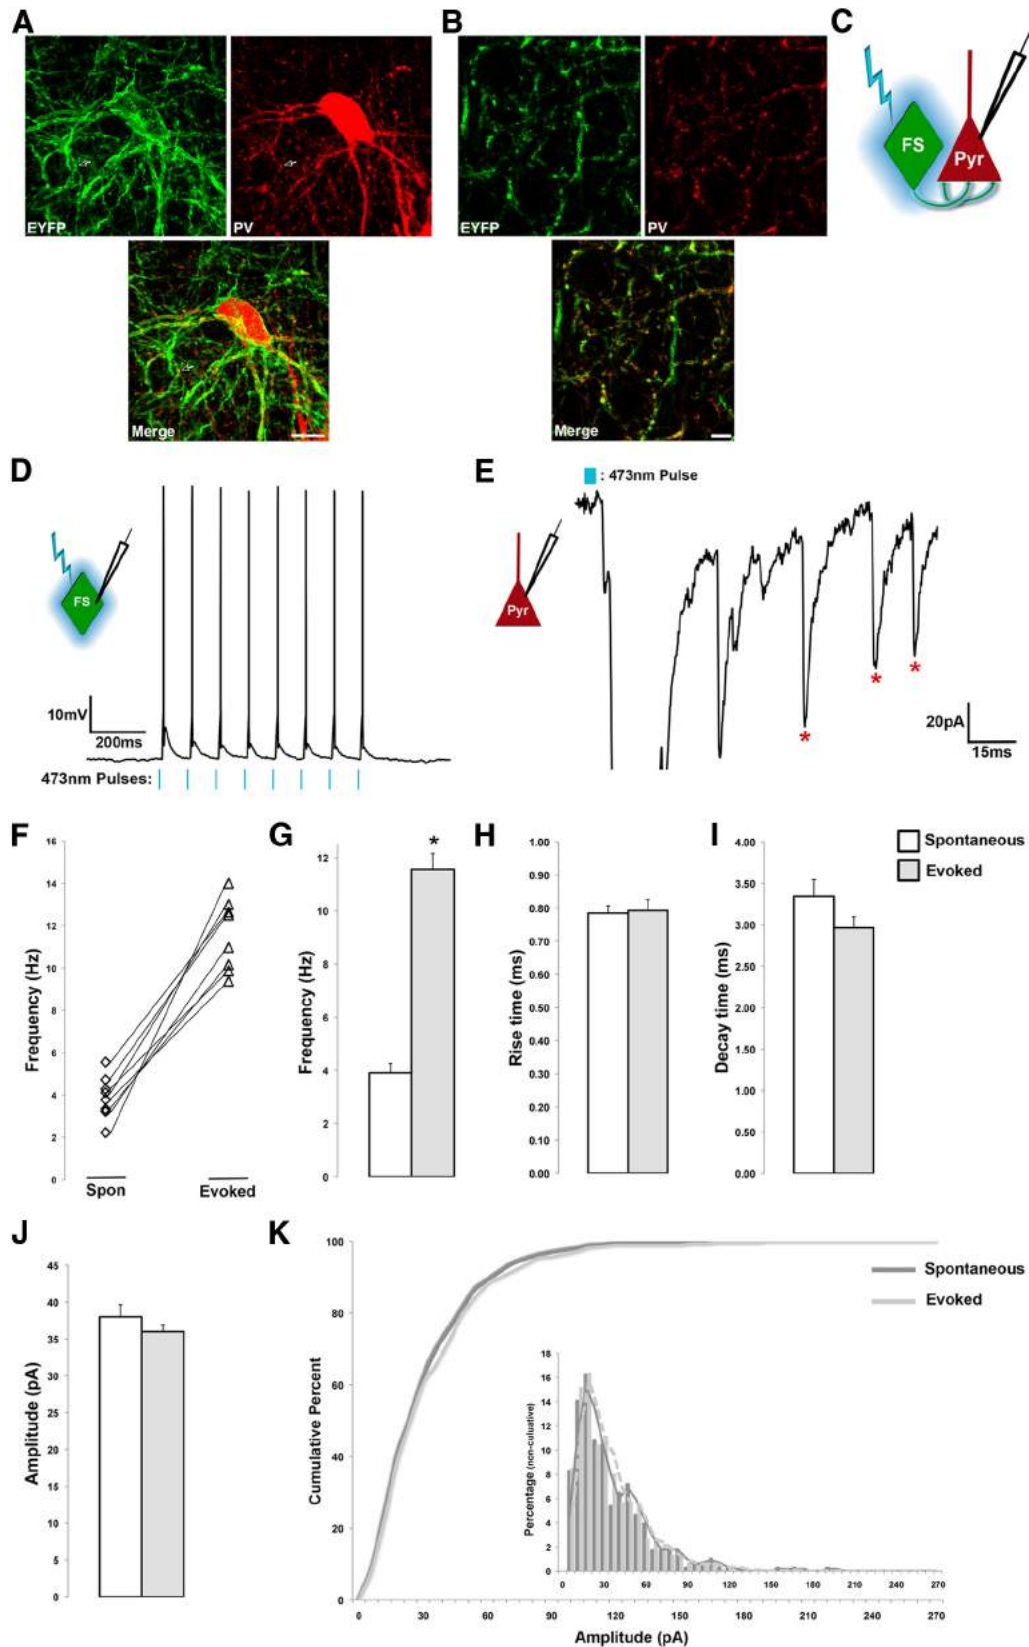 A
B
C
EYFP
PV
EYFP
PV
FS
Pyr
Merge
Merge
D
E
: 473nm Pulse
FS
Pyr
10mV
200ms
473nm Pulses:
*
*
*
20pA
15ms
F
G
H
I
Spontaneous
Evoked
Frequency (Hz)
16
14
12
10
8
6
4
2
0
Spon
Evoked
Frequency (Hz)
12
10
8
6
4
2
0
*
Rise time (ms)
1.00
0.90
0.80
0.70
0.60
0.50
0.40
0.30
0.20
0.10
0.00
Decay time (ms)
4.00
3.50
3.00
2.50
2.00
1.50
1.00
0.50
0.00
J
K
Amplitude (pA)
45
40
35
30
25
20
15
10
5
0
Cumulative Percent
100
80
60
40
20
0
Spontaneous
Evoked
Percentage (non-culuative)
18
16
14
12
10
8
6
4
2
0
0 30 60 90 120 150 180 210 240 270
0 30 60 90 120 150 180 210 240 270
Amplitude (pA)